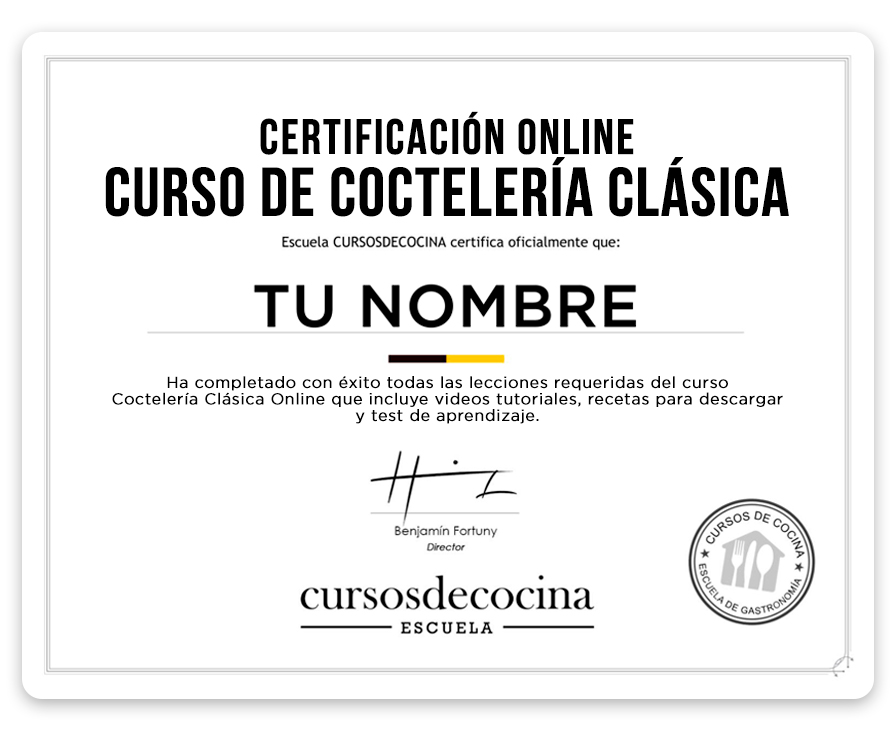 CERTIFICACIÓN ONLINE
CURSO DE COCTELERÍA CLÁSICA
Escuela CURSOSDECOCINA certifica oficialmente que:
TU NOMBRE
Ha completado con éxito todas las lecciones requeridas del curso
Coctelería Clásica Online que incluye videos tutoriales, recetas para descargar
y test de aprendizaje.
Benjamín Fortuny
Director
cursosdecocina
ESCUELA
CURSOS DE COCINA
ESCUELA DE GASTRONOMÍA